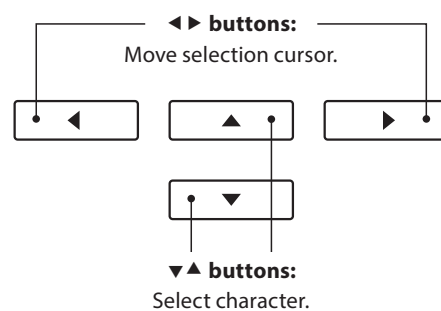 ◀▶ buttons:
Move selection cursor.
◀
▲
▶
▼
▼▲ buttons:
Select character.